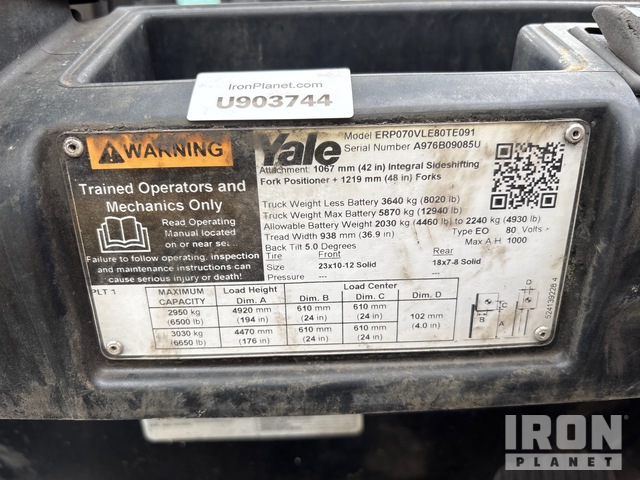 IronPlanet.com
U903744
WARNING
Trained Operators and
Mechanics Only
Read Operating
Manual located
on or near this
vehicle.
Failure to follow operating, inspection
and maintenance instructions can
cause serious injury or death!
Yale
Model ERP070VLE80TE091
Serial Number A976B09085U
Attachment: 1067 mm (42 in) Integral Sideshifting
Fork Positioner + 1219 mm (48 in) Forks
Truck Weight Less Battery 3640 kg (8020 lb)
Truck Weight Max Battery 5870 kg (12940 lb)
Allowable Battery Weight 2030 kg (4460 lb) to 2240 kg (4930 lb)
Tread Width 938 mm (36.9 in) Type EO 80 Volts
Back Tilt 5.0 Degrees Max A H 1000
Tire Front Rear
Size: 23x10-12 Solid 18x7-8 Solid
Pressure --- ---
PLT 1
MAXIMUM CAPACITY Load Height Dim. A Load Center Dim. B Dim. C Dim. D
2950 kg (6500 lb) 4920 mm (194 in) 610 mm (24 in) 610 mm (24 in) 102 mm (4.0 in)
3030 kg (6650 lb) 4470 mm (176 in) 610 mm (24 in) 610 mm (24 in)
D
C
B
A
524139228 4
IRON
PLANET